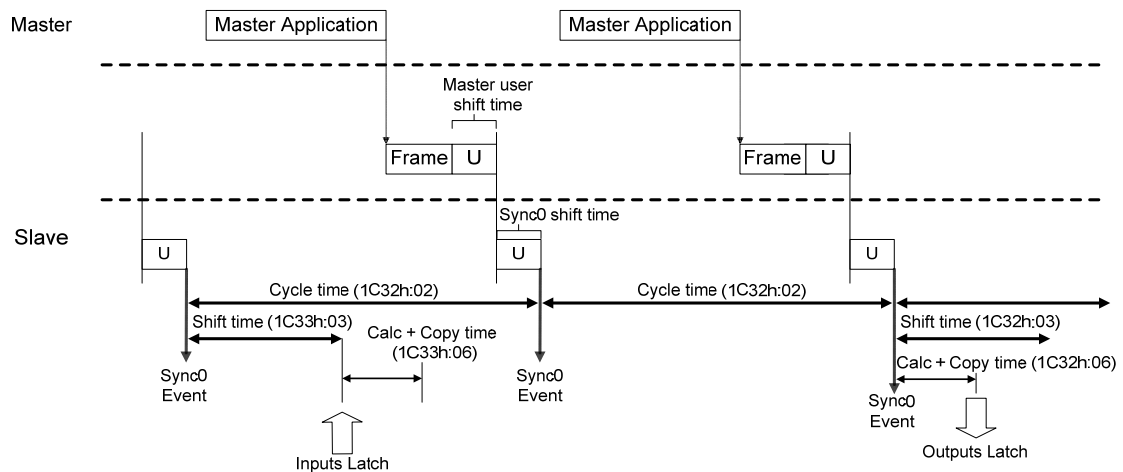 Master
Master Application
Master Application
Master user
shift time
Frame
U
Frame
U
Slave
Sync0 shift time
U
U
U
Cycle time (1C32h:02)
Cycle time (1C32h:02)
Shift time (1C33h:03)
Shift time (1C32h:03)
Calc + Copy time
(1C33h:06)
Calc + Copy time (1C32h:06)
Sync0
Event
Sync0
Event
Sync0
Event
Inputs Latch
Outputs Latch